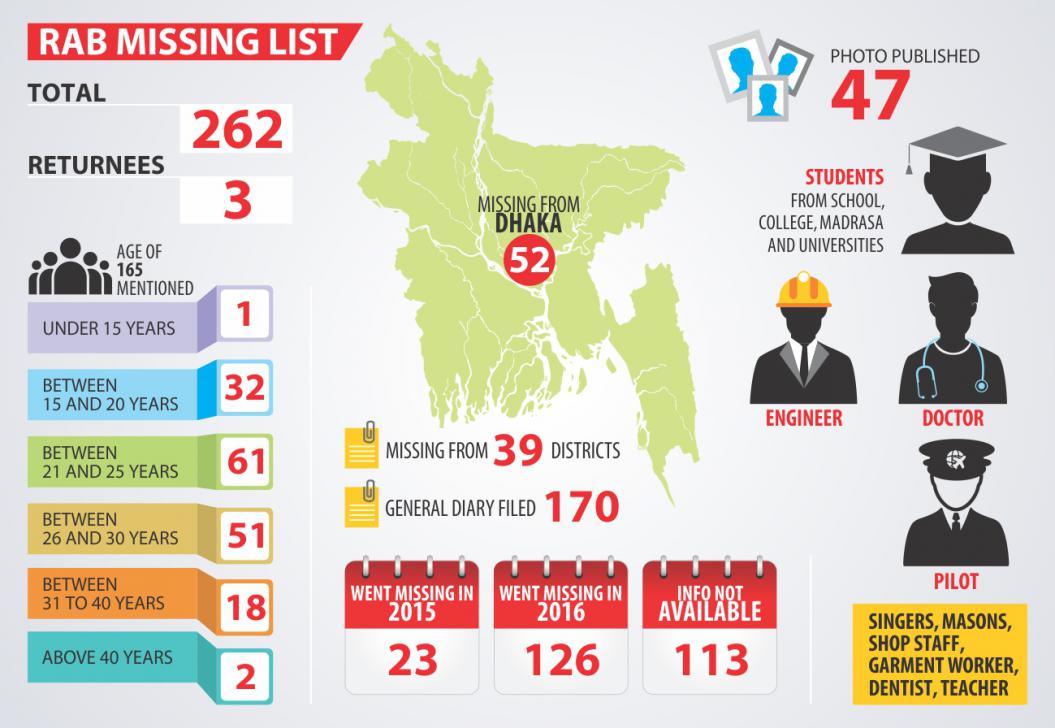 RAB MISSING LIST
TOTAL
262
RETURNEES
3
AGE OF
165
MENTIONED
UNDER 15 YEARS
1
BETWEEN
15 AND 20 YEARS
32
BETWEEN
21 AND 25 YEARS
61
BETWEEN
26 AND 30 YEARS
51
BETWEEN
31 TO 40 YEARS
18
ABOVE 40 YEARS
2
MISSING FROM
DHAKA
52
MISSING FROM 39 DISTRICTS
GENERAL DIARY FILED 170
WENT MISSING IN
2015
23
WENT MISSING IN
2016
126
INFO NOT
AVAILABLE
113
PHOTO PUBLISHED
47
STUDENTS
FROM SCHOOL,
COLLEGE, MADRASA
AND UNIVERSITIES
ENGINEER
DOCTOR
PILOT
SINGERS, MASONS,
SHOP STAFF,
GARMENT WORKER,
DENTIST, TEACHER